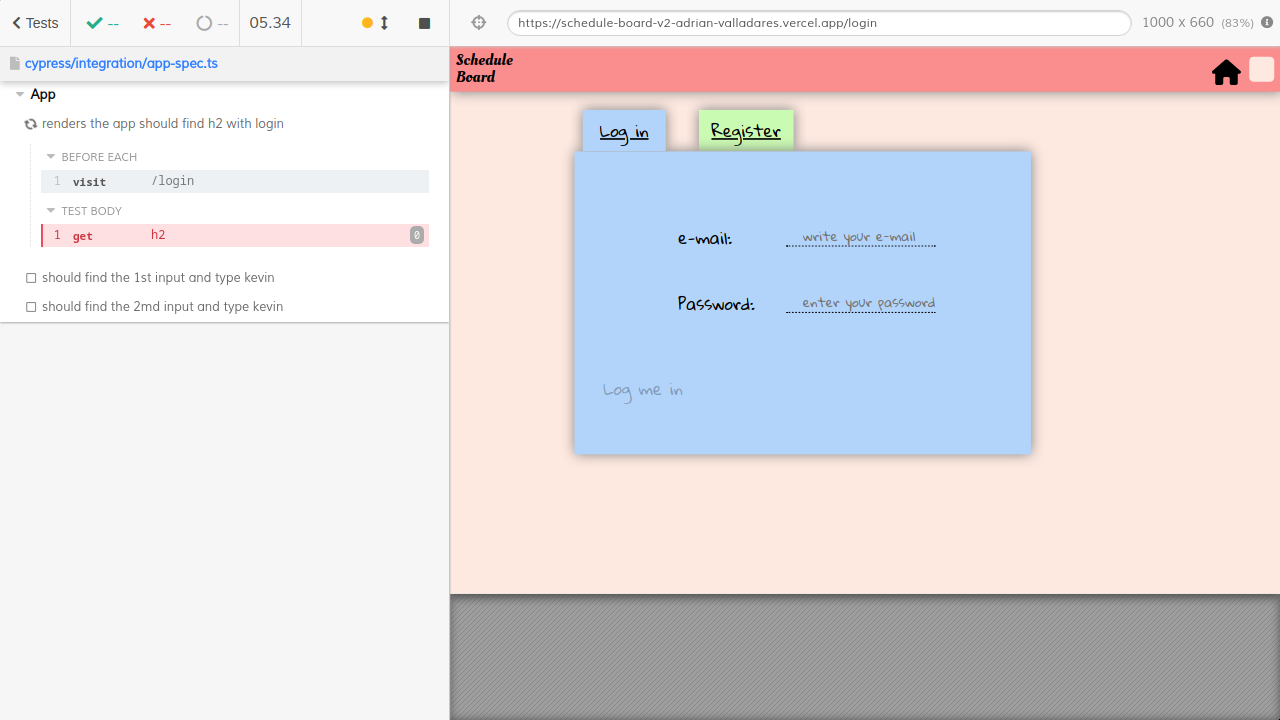 Tests
--
--
--
05.34
https://schedule-board-v2-adrian-valladares.vercel.app/login
1000 x 660 (83%)
cypress/integration/app-spec.ts
App
renders the app should find h2 with login
BEFORE EACH
1 visit /login
TEST BODY
1 get h2 0
should find the 1st input and type kevin
should find the 2md input and type kevin
Schedule
Board
Log in
Register
e-mail:
write your e-mail
Password:
enter your password
Log me in